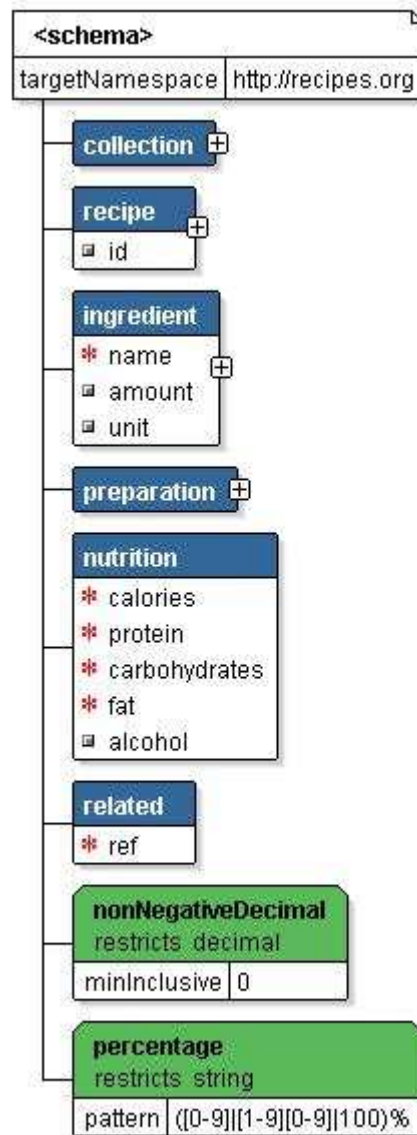 <schema>
targetNamespace http://recipes.org
collection
recipe
id
ingredient
* name
amount
unit
preparation
nutrition
* calories
* protein
* carbohydrates
* fat
alcohol
related
* ref
nonNegativeDecimal
restricts decimal
minInclusive 0
percentage
restricts string
pattern ([0-9]|[1-9][0-9]|100)%